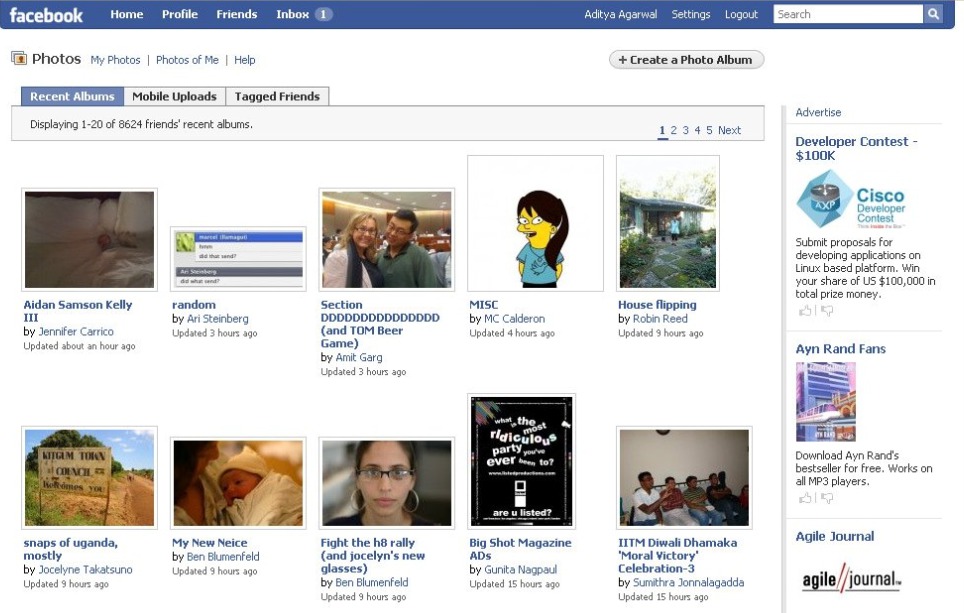 facebook Home Profile Friends Inbox 1 Aditya Agarwal Settings Logout Search
Photos My Photos | Photos of Me | Help + Create a Photo Album
Recent Albums Mobile Uploads Tagged Friends
Displaying 1-20 of 8624 friends' recent albums.
1 2 3 4 5 Next
marcel (llamagui)
hmm
did that send?
Ari Steinberg
did what send?
Aidan Samson Kelly
III
by Jennifer Carrico
Updated about an hour ago
random
by Ari Steinberg
Updated 3 hours ago
Section
DDDDDDDDDDDDDDDD
(and TOM Beer
Game)
by Amit Garg
Updated 3 hours ago
MISC
by MC Calderon
Updated 4 hours ago
House flipping
by Robin Reed
Updated 9 hours ago
KITGUM TOWN
COUNCIL
Welcomes YOU
what is the
most
ridiculous
party you've
ever been to?
www.listedproductions.com
are u listed?
snaps of uganda,
mostly
by Jocelyne Takatsuno
Updated 9 hours ago
My New Neice
by Ben Blumenfeld
Updated 9 hours ago
Fight the h8 rally
(and jocelyn's new
glasses)
by Ben Blumenfeld
Updated 9 hours ago
Big Shot Magazine
ADs
by Gunita Nagpaul
Updated 15 hours ago
IITM Diwali Dhamaka
'Moral Victory'
Celebration-3
by Sumithra Jonnalagadda
Updated 15 hours ago
Advertise
Developer Contest -
$100K
AXP
Cisco
Developer
Contest
Think Inside the Box
Submit proposals for
developing applications on
Linux based platform. Win
your share of US $100,000 in
total prize money.
Ayn Rand Fans
AYN RAND
Download Ayn Rand's
bestseller for free. Works on
all MP3 players.
Agile Journal
agile//journal